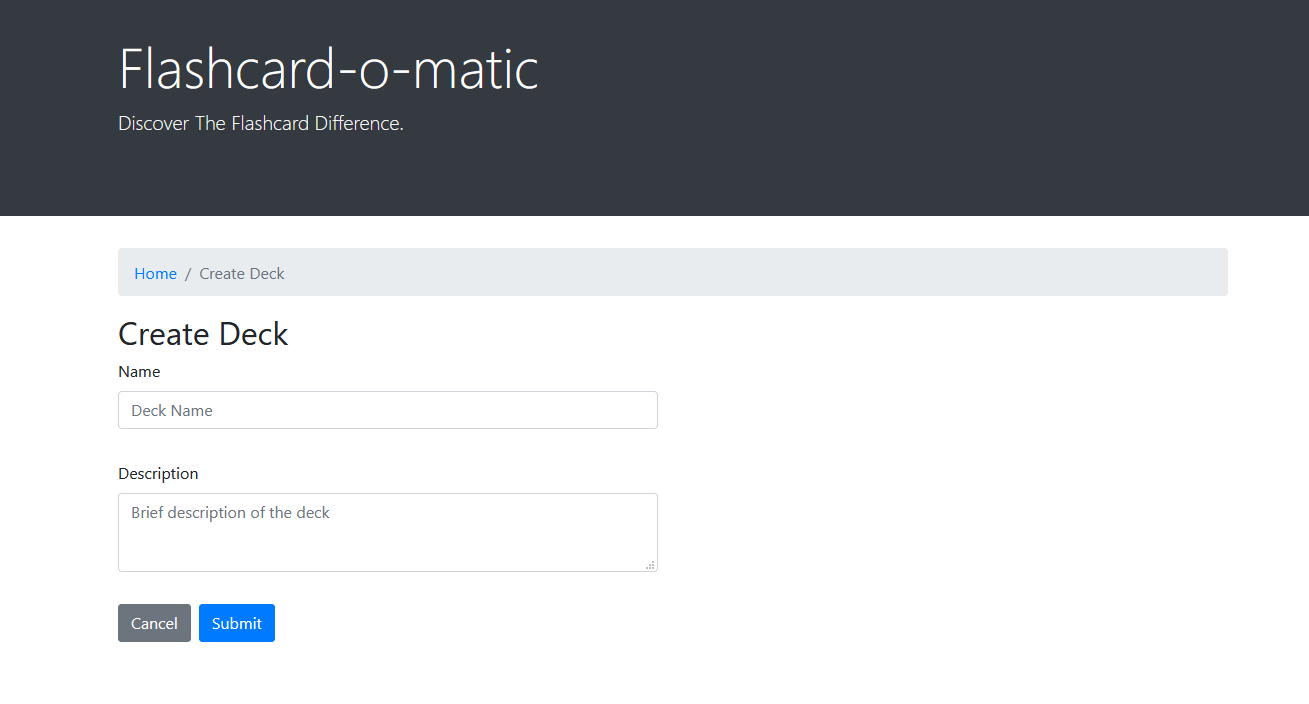 Flashcard-o-matic
Discover The Flashcard Difference.
Home / Create Deck
Create Deck
Name
Deck Name
Description
Brief description of the deck
Cancel Submit